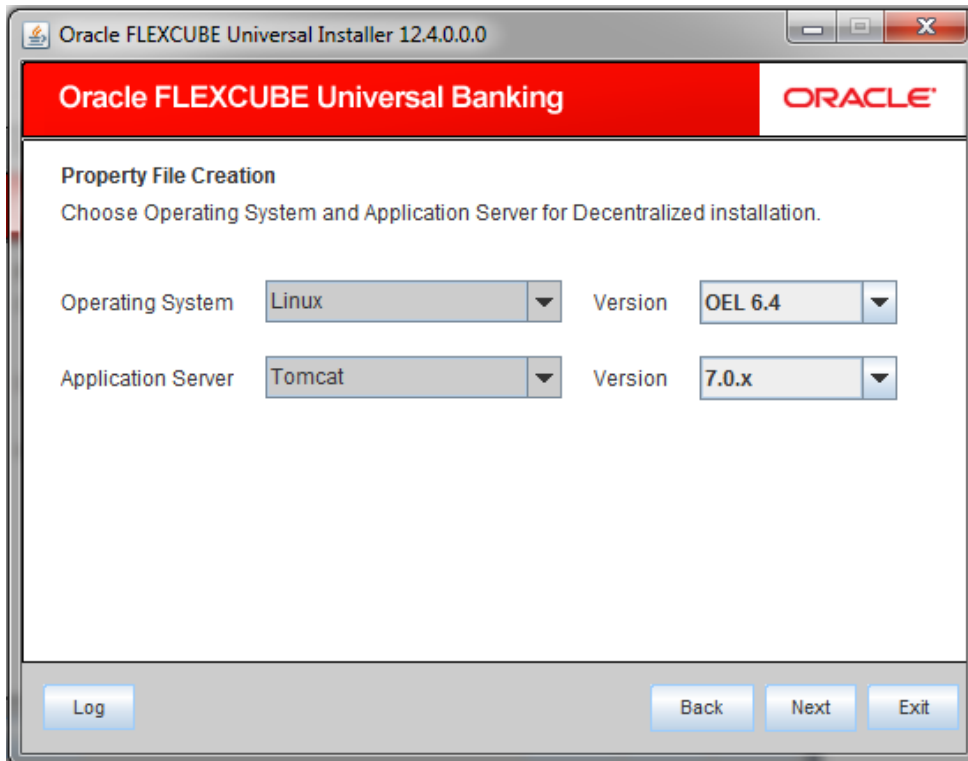 Oracle FLEXCUBE Universal Installer 12.4.0.0.0
Oracle FLEXCUBE Universal Banking ORACLE
Property File Creation
Choose Operating System and Application Server for Decentralized installation.
Operating System Linux Version OEL 6.4
Application Server Tomcat Version 7.0.x
Log Back Next Exit